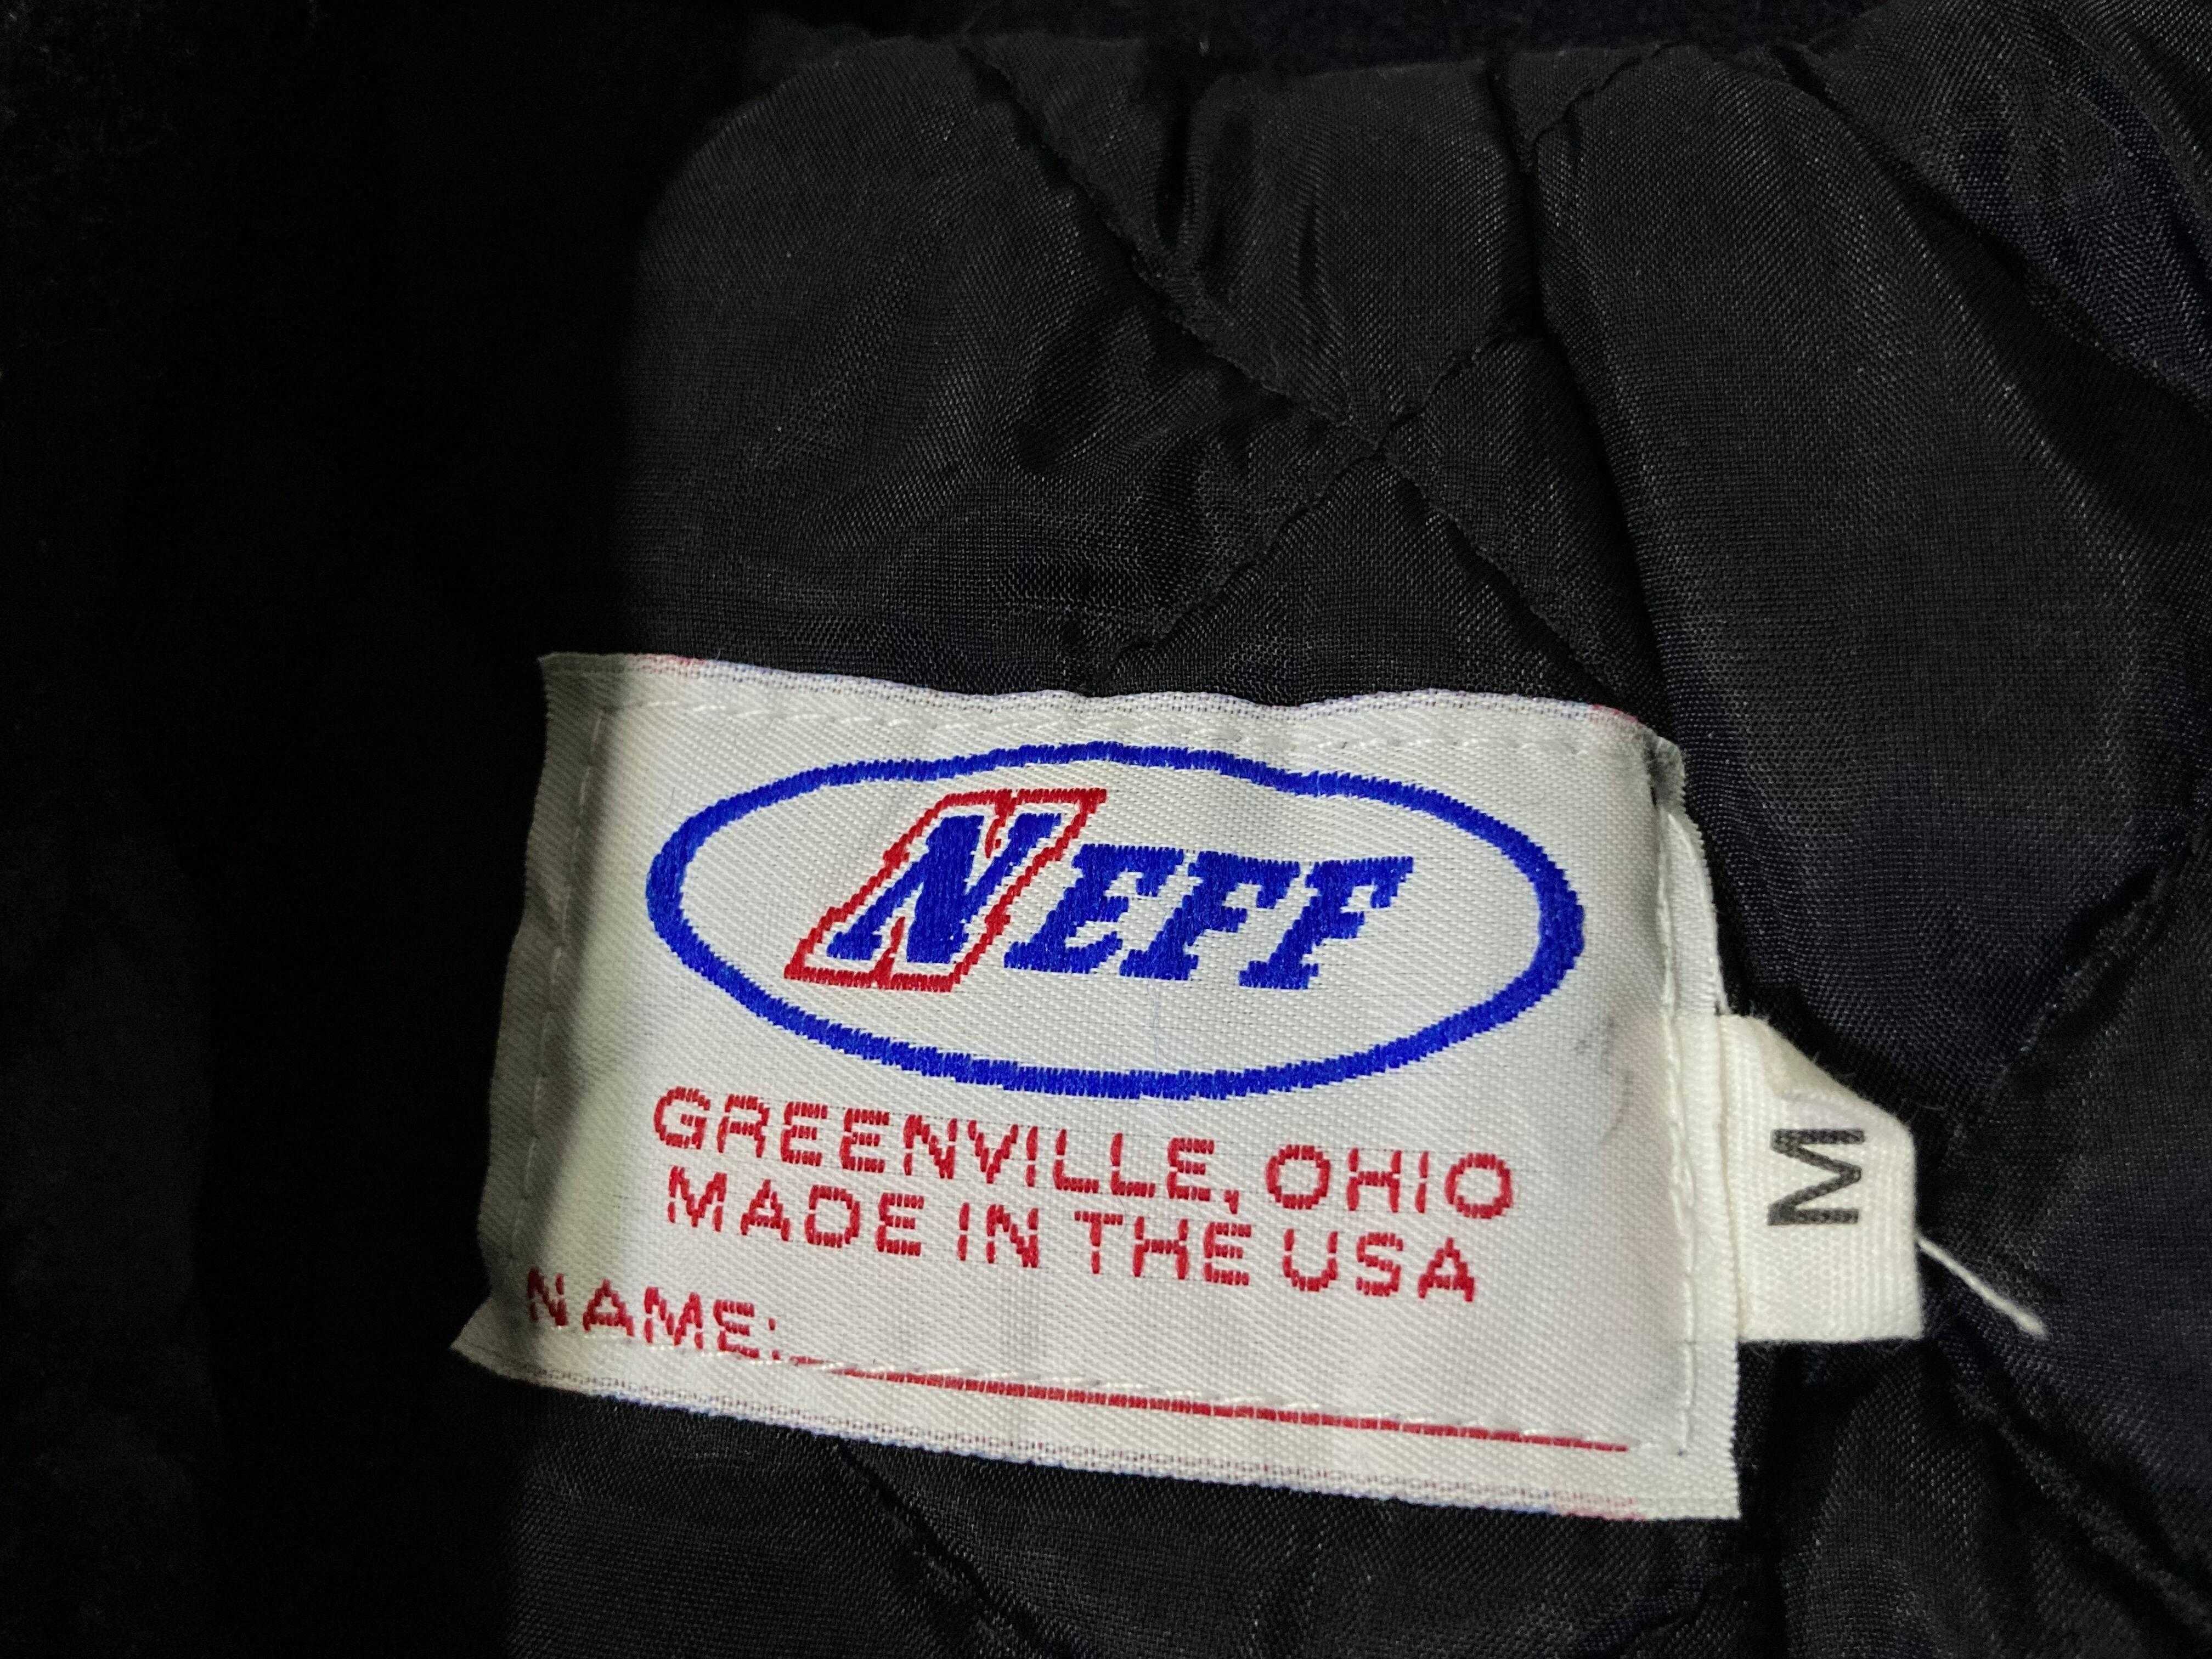 NEFF
GREENVILLE, OHIO
MADE IN THE USA
NAME:
M